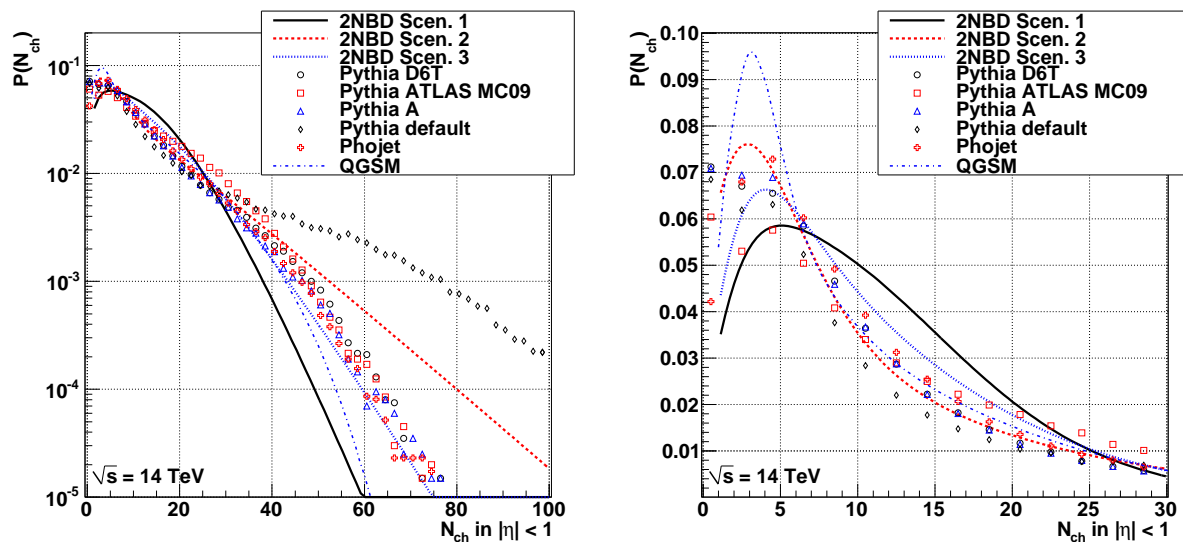 2NBD Scen. 1
2NBD Scen. 2
2NBD Scen. 3
Pythia D6T
Pythia ATLAS MC09
Pythia A
Pythia default
Phojet
QGSM
P(N_ch)
10^-1
10^-2
10^-3
10^-4
10^-5
√s = 14 TeV
0 20 40 60 80 100
N_ch in |η| < 1
2NBD Scen. 1
2NBD Scen. 2
2NBD Scen. 3
Pythia D6T
Pythia ATLAS MC09
Pythia A
Pythia default
Phojet
QGSM
P(N_ch)
0.10
0.09
0.08
0.07
0.06
0.05
0.04
0.03
0.02
0.01
√s = 14 TeV
0 5 10 15 20 25 30
N_ch in |η| < 1